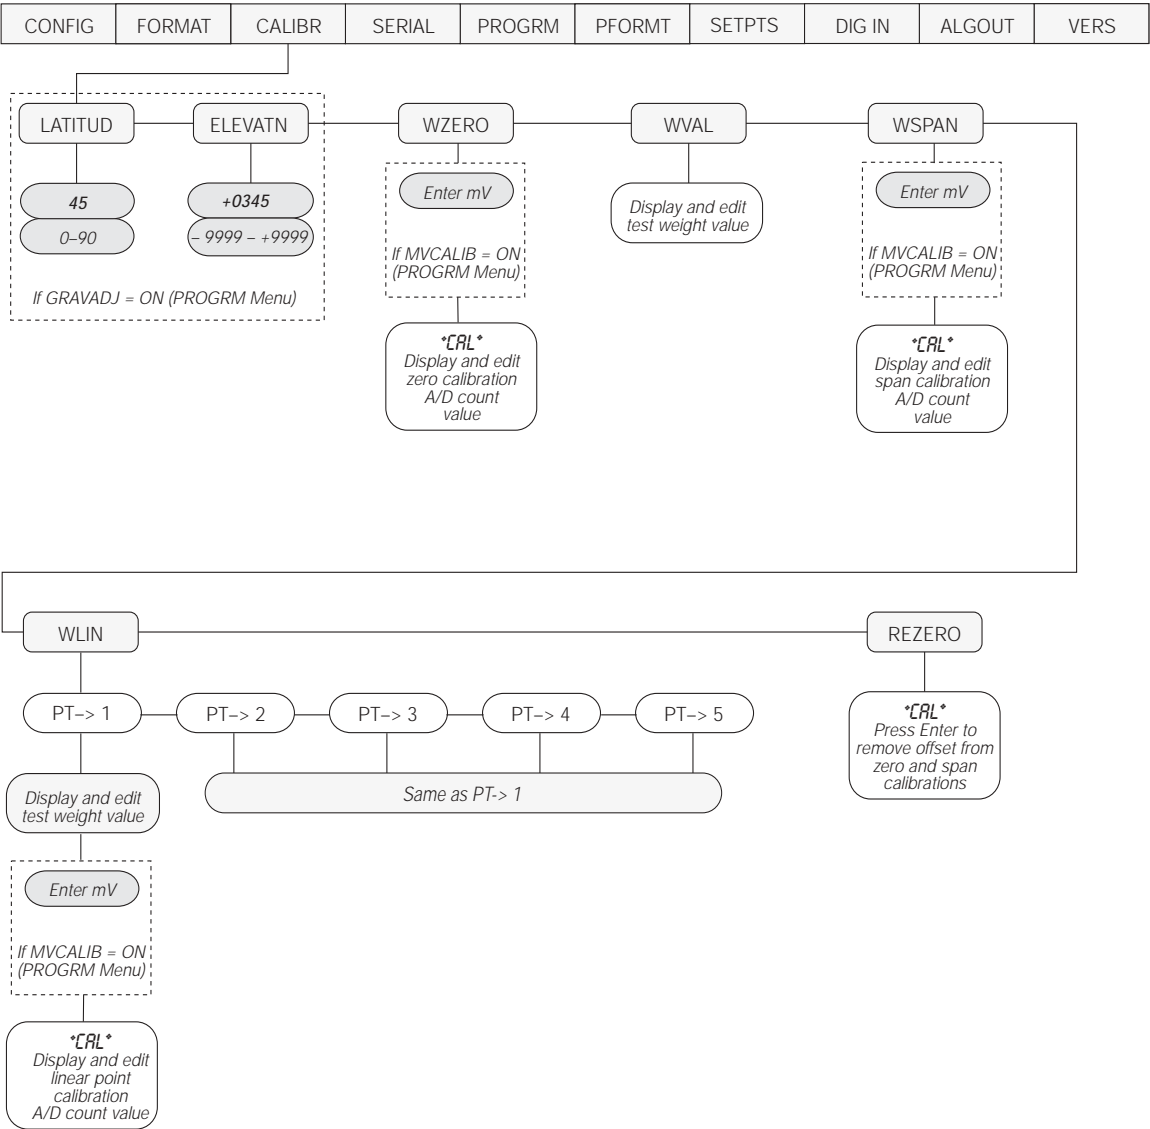 CONFIG FORMAT CALIBR SERIAL PROGRM PFORMT SETPTS DIG IN ALGOUT VERS
LATITUD ELEVATN WZERO WVAL WSPAN
45
0–90
+0345
– 9999 – +9999
If GRAVADJ = ON (PROGRM Menu)
Enter mV
If MVCALIB = ON
(PROGRM Menu)
*CAL*
Display and edit
zero calibration
A/D count
value
Display and edit
test weight value
Enter mV
If MVCALIB = ON
(PROGRM Menu)
*CAL*
Display and edit
span calibration
A/D count
value
WLIN REZERO
PT–> 1 PT–> 2 PT–> 3 PT–> 4 PT–> 5
Display and edit
test weight value
Same as PT-> 1
Enter mV
If MVCALIB = ON
(PROGRM Menu)
*CAL*
Display and edit
linear point
calibration
A/D count value
*CAL*
Press Enter to
remove offset from
zero and span
calibrations